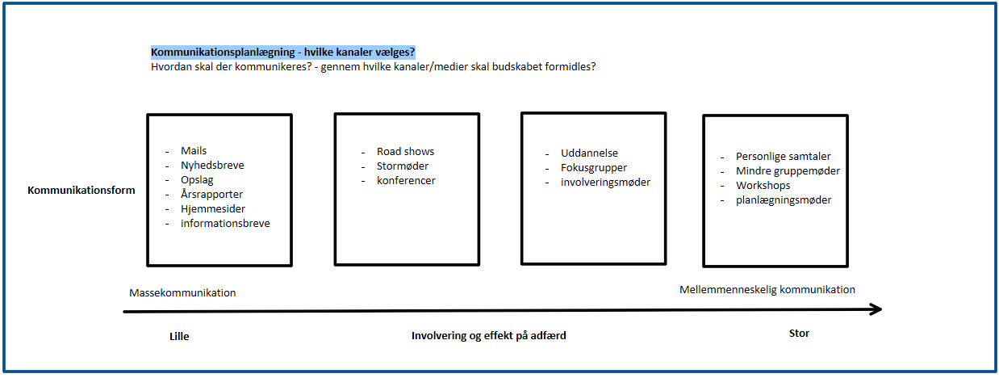 Kommunikationsplanlægning - hvilke kanaler vælges?
Hvordan skal der kommunikeres? - gennem hvilke kanaler/medier skal budskabet formidles?
Kommunikationsform
- Mails
- Nyhedsbreve
- Opslag
- Årsrapporter
- Hjemmesider
- informationsbreve
- Road shows
- Stormøder
- konferencer
- Uddannelse
- Fokusgrupper
- involveringsmøder
- Personlige samtaler
- Mindre gruppemøder
- Workshops
- planlægningsmøder
Massekommunikation
Mellemmenneskelig kommunikation
Lille
Involvering og effekt på adfærd
Stor